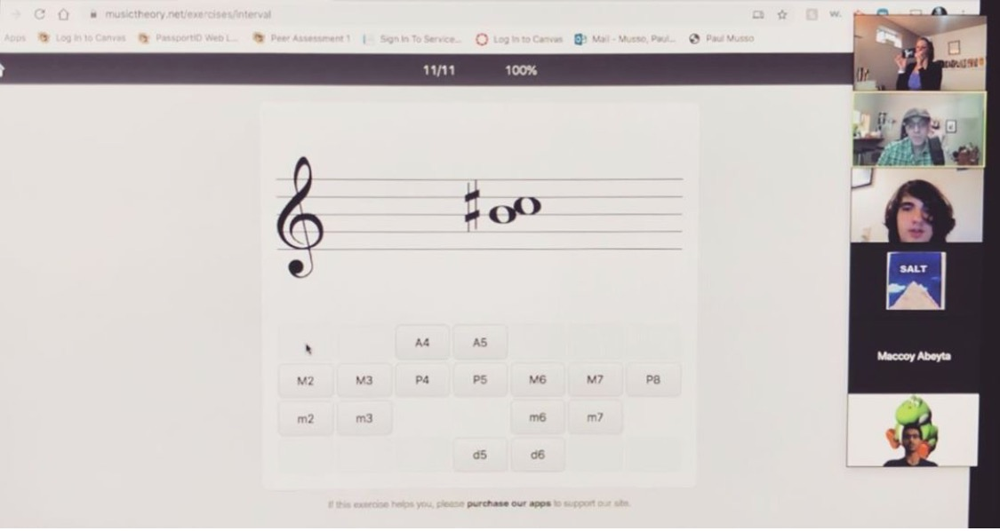 musictheory.net/exercises/interval
W.
Apps Log In to Canvas PassportID Web L... Peer Assessment 1 Sign In To Service... Log In to Canvas Mail - Musso, Paul... Paul Musso
11/11 100%
SALT
A4 A5
Maccoy Abeyta
M2 M3 P4 P5 M6 M7 P8
m2 m3 m6 m7
d5 d6
If this exercise helps you, please purchase our apps to support our site.